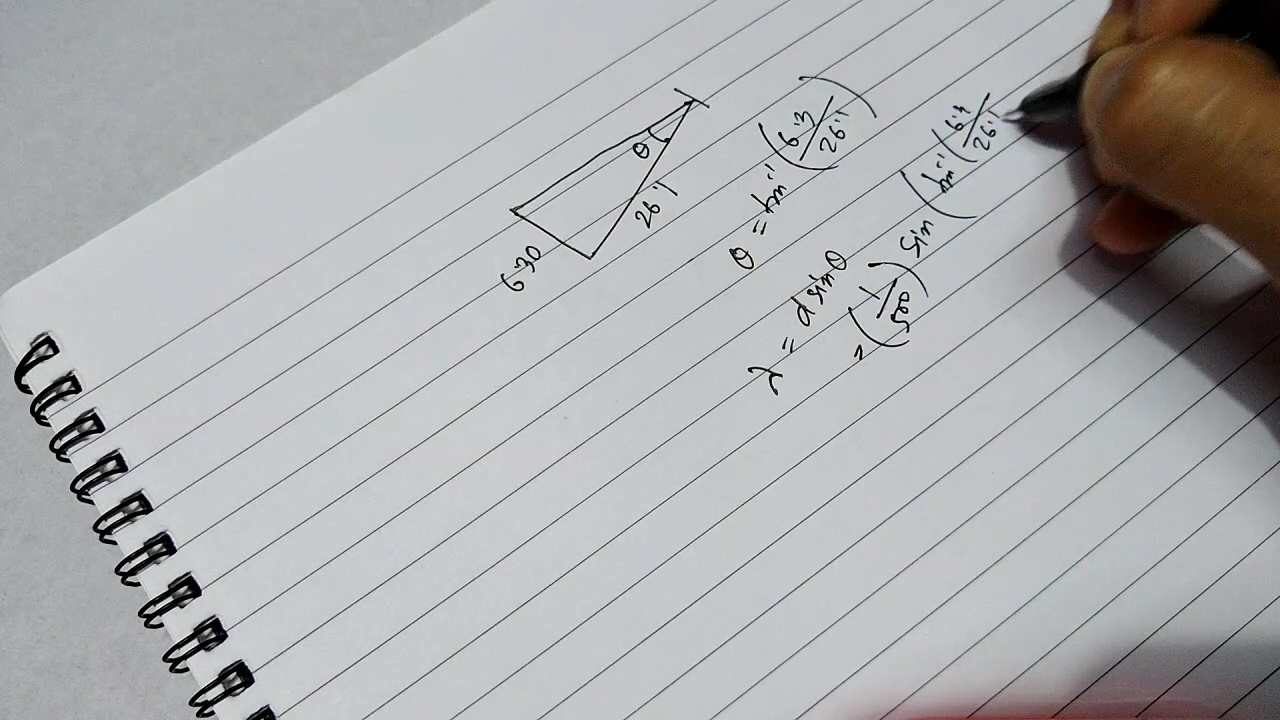 θ
26.1
6.30
θ = tan⁻¹(6.3/26.1)
λ = d sin θ
= (1/500) sin (tan⁻¹(6.4/26.1